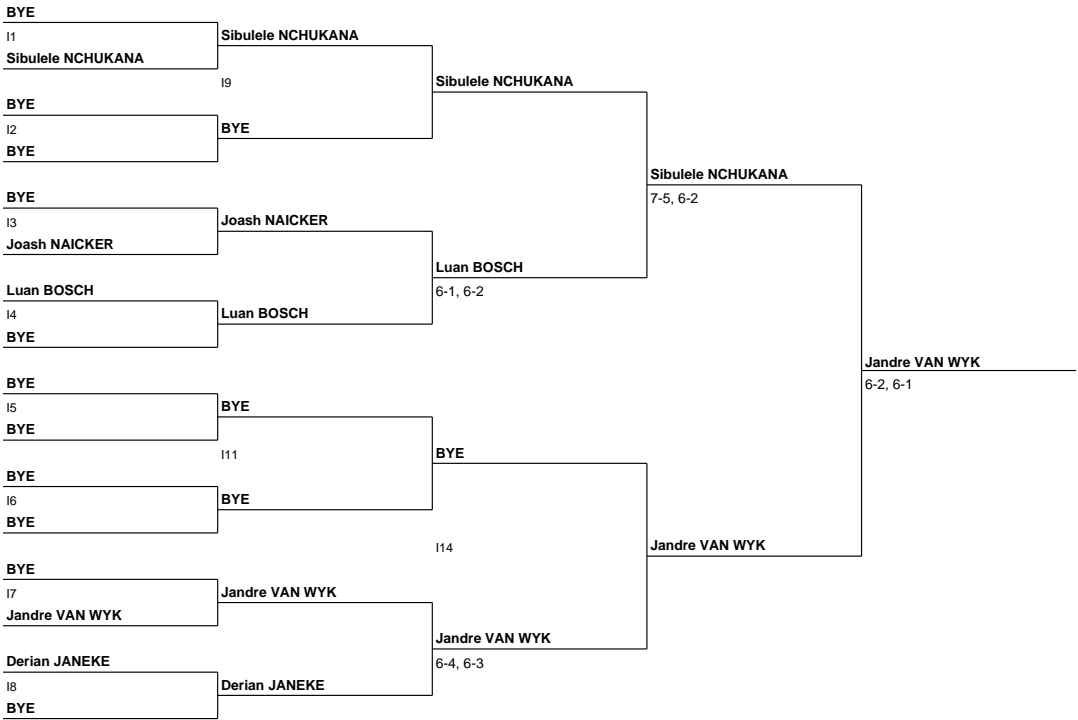 BYE
I1
Sibulele NCHUKANA
BYE
I2
BYE
BYE
I3
Joash NAICKER
Luan BOSCH
I4
BYE
BYE
I5
BYE
BYE
I6
BYE
BYE
I7
Jandre VAN WYK
Derian JANEKE
I8
BYE
Sibulele NCHUKANA
I9
BYE
Joash NAICKER
Luan BOSCH
BYE
I11
BYE
Jandre VAN WYK
Derian JANEKE
Sibulele NCHUKANA
Luan BOSCH
6-1, 6-2
BYE
I14
Jandre VAN WYK
6-4, 6-3
Sibulele NCHUKANA
7-5, 6-2
Jandre VAN WYK
Jandre VAN WYK
6-2, 6-1